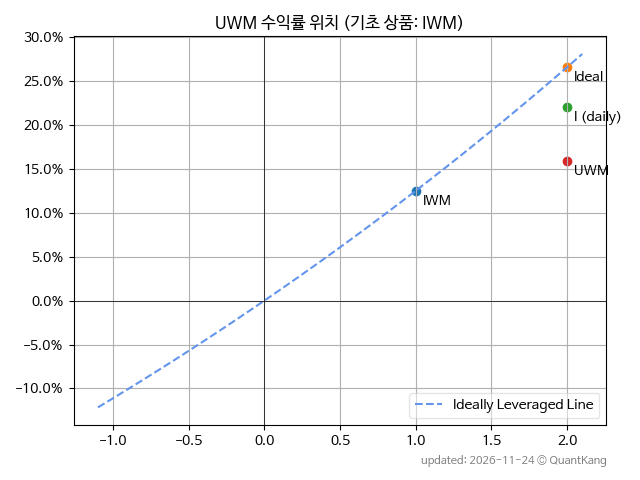 UWM 수익률 위치 (기초 상품: IWM)
30.0%
25.0%
20.0%
15.0%
10.0%
5.0%
0.0%
−5.0%
−10.0%
Ideal
I (daily)
UWM
IWM
Ideally Leveraged Line
−1.0 −0.5 0.0 0.5 1.0 1.5 2.0
updated: 2026-11-24 © QuantKang